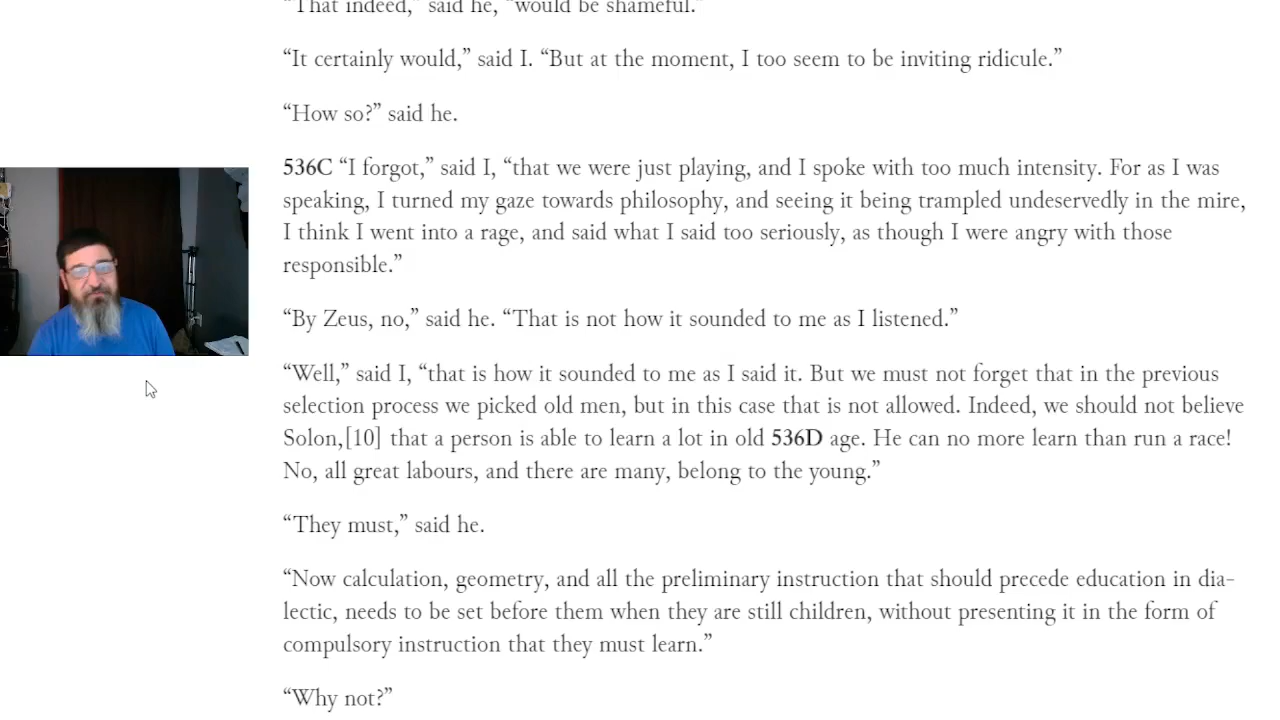 “That indeed,” said he, “would be shameful.”
“It certainly would,” said I. “But at the moment, I too seem to be inviting ridicule.”
“How so?” said he.
536C “I forgot,” said I, “that we were just playing, and I spoke with too much intensity. For as I was
speaking, I turned my gaze towards philosophy, and seeing it being trampled undeservedly in the mire,
I think I went into a rage, and said what I said too seriously, as though I were angry with those
responsible.”
“By Zeus, no,” said he. “That is not how it sounded to me as I listened.”
“Well,” said I, “that is how it sounded to me as I said it. But we must not forget that in the previous
selection process we picked old men, but in this case that is not allowed. Indeed, we should not believe
Solon,[10] that a person is able to learn a lot in old 536D age. He can no more learn than run a race!
No, all great labours, and there are many, belong to the young.”
“They must,” said he.
“Now calculation, geometry, and all the preliminary instruction that should precede education in dia-
lectic, needs to be set before them when they are still children, without presenting it in the form of
compulsory instruction that they must learn.”
“Why not?”